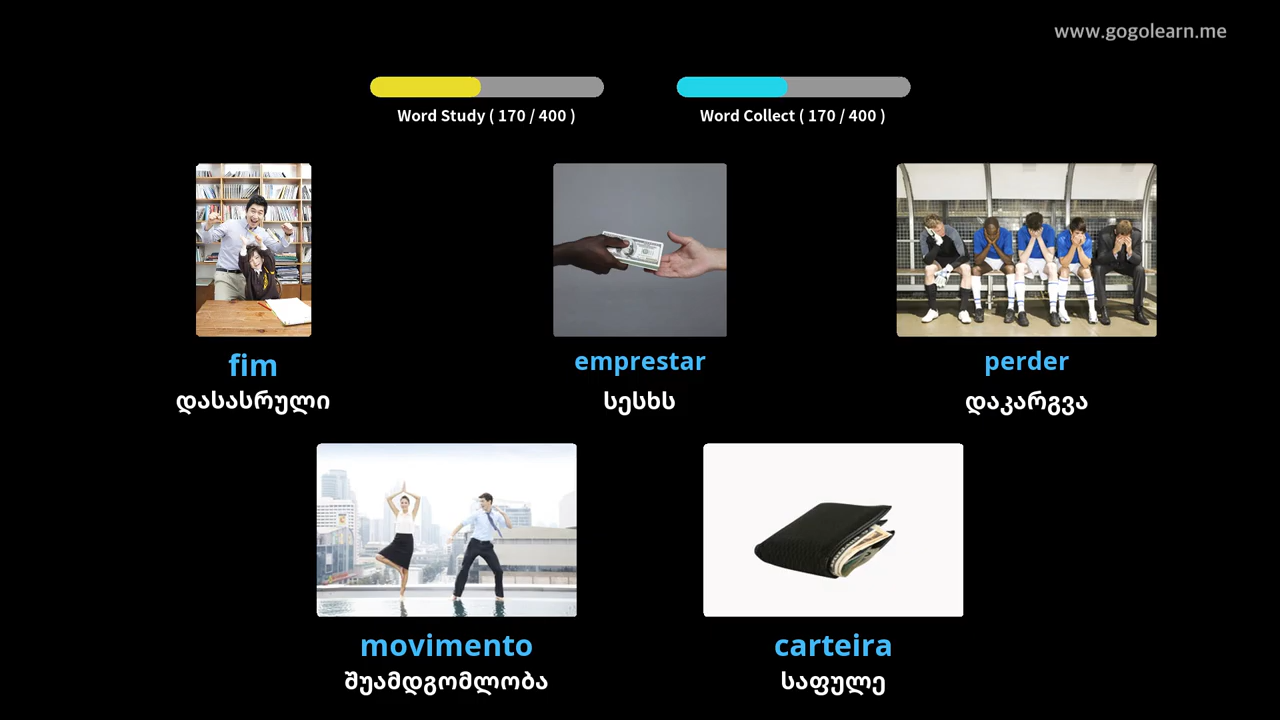 www.gogolearn.me
Word Study ( 170 / 400 )
Word Collect ( 170 / 400 )
fim
დასასრული
emprestar
სესხს
perder
დაკარგვა
movimento
შუამდგომლობა
carteira
საფულე